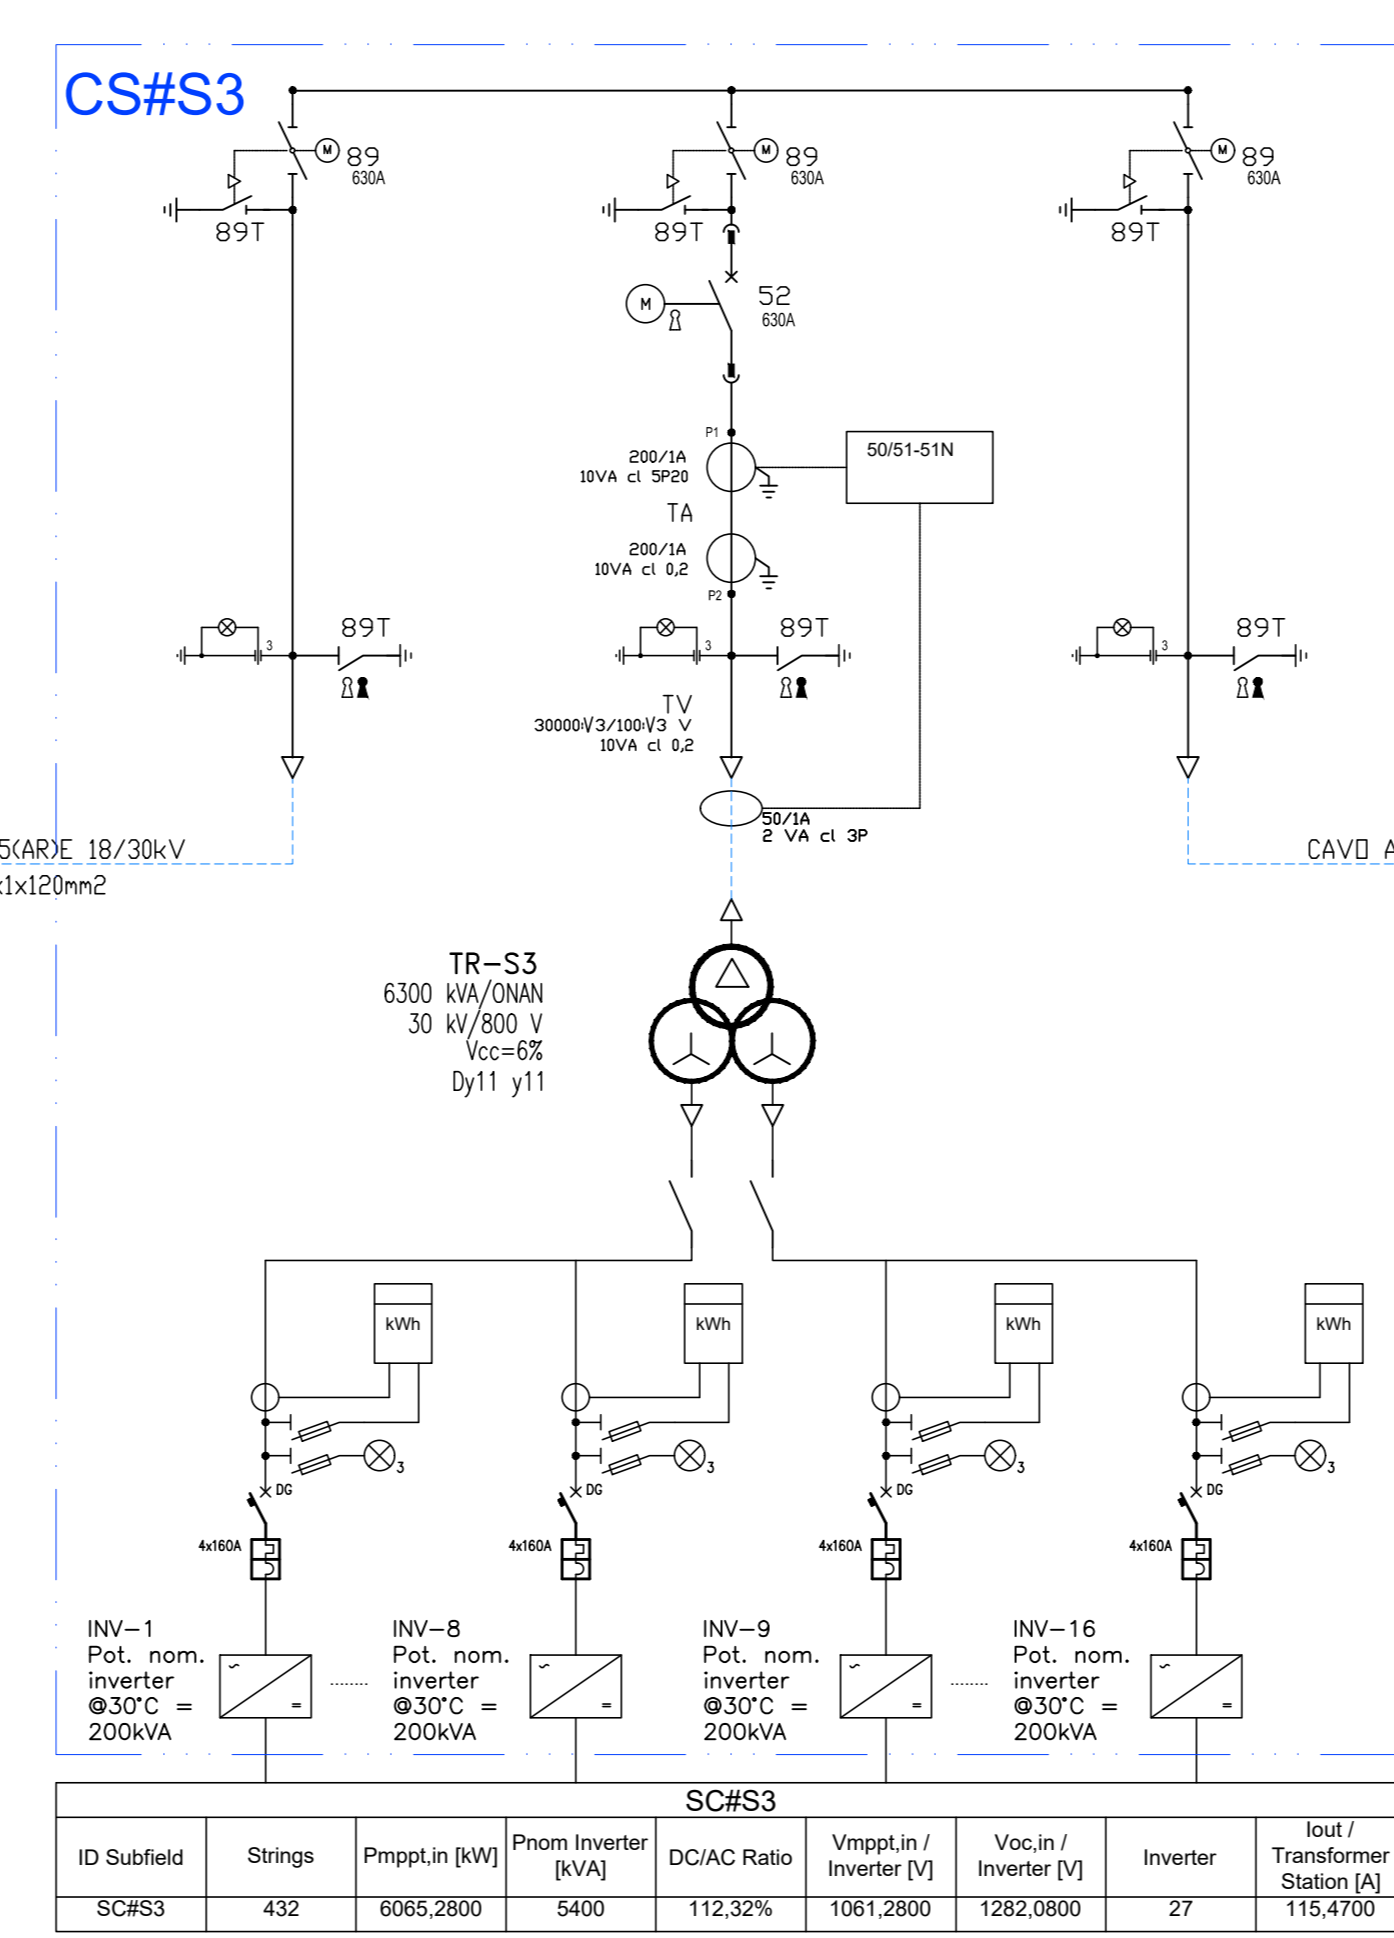 CS#S3
M 89
630A
89T
M 89
630A
89T
M 89
630A
89T
M
52
630A
P1
200/1A
10VA cl 5P20
50/51-51N
TA
200/1A
10VA cl 0,2
P2
3
89T
3
89T
3
89T
TV
30000:√3/100:√3 V
10VA cl 0,2
50/1A
2 VA cl 3P
5(AR)E 18/30kV
x1x120mm2
CAVO A
TR-S3
6300 kVA/ONAN
30 kV/800 V
Vcc=6%
Dy11 y11
kWh
kWh
kWh
kWh
3
3
3
3
DG
DG
DG
DG
4x160A
4x160A
4x160A
4x160A
INV-1
Pot. nom.
inverter
@30°C =
200kVA
~ =
INV-8
Pot. nom.
inverter
@30°C =
200kVA
~ =
INV-9
Pot. nom.
inverter
@30°C =
200kVA
~ =
INV-16
Pot. nom.
inverter
@30°C =
200kVA
~ =
SC#S3
ID Subfield
Strings
Pmppt,in [kW]
Pnom Inverter
[kVA]
DC/AC Ratio
Vmppt,in /
Inverter [V]
Voc,in /
Inverter [V]
Inverter
Iout /
Transformer
Station [A]
SC#S3 432 6065,2800 5400 112,32% 1061,2800 1282,0800 27 115,4700